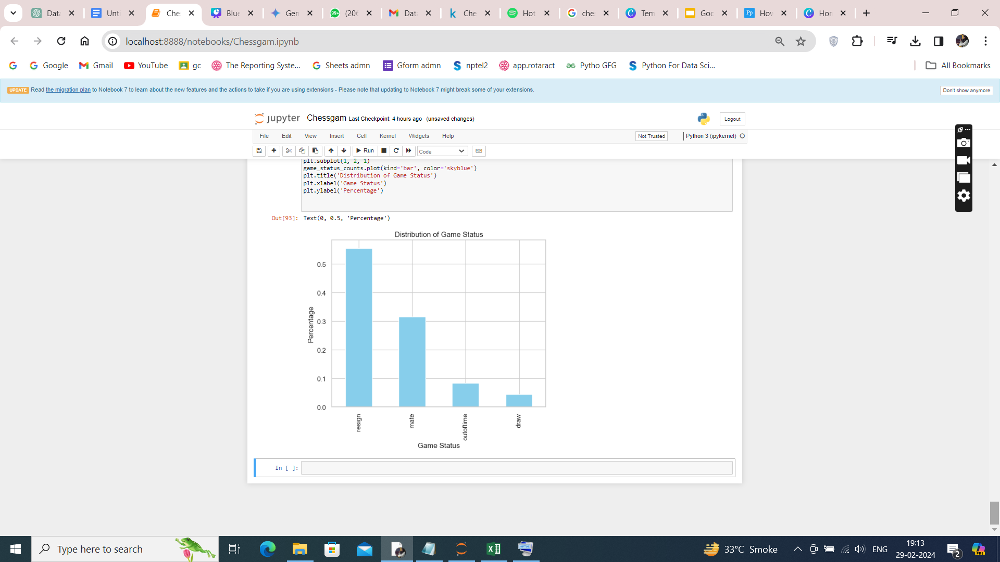 Data
Unti
Che
Blue
Gen
99+
(206
Data
Che
Hot
che
Tem
Goo
Pp
How
Hon
localhost:8888/notebooks/Chessgam.ipynb
Google
Gmail
YouTube
gc
The Reporting Syste...
Sheets admn
Gform admn
nptel2
app.rotaract
Pytho GFG
Python For Data Sci...
All Bookmarks
UPDATE Read the migration plan to Notebook 7 to learn about the new features and the actions to take if you are using extensions - Please note that updating to Notebook 7 might break some of your extensions.
Don't show anymore
jupyter Chessgam Last Checkpoint: 4 hours ago (unsaved changes)
Logout
File Edit View Insert Cell Kernel Widgets Help
Not Trusted
Python 3 (ipykernel)
Run
Code
plt.subplot(1, 2, 1)
game_status_counts.plot(kind='bar', color='skyblue')
plt.title('Distribution of Game Status')
plt.xlabel('Game Status')
plt.ylabel('Percentage')
Out[93]: Text(0, 0.5, 'Percentage')
Distribution of Game Status
0.5
0.4
0.3
0.2
0.1
0.0
Percentage
resign
mate
outoftime
draw
Game Status
In [ ]:
Type here to search
33°C Smoke
ENG
19:13
29-02-2024
2
PRE